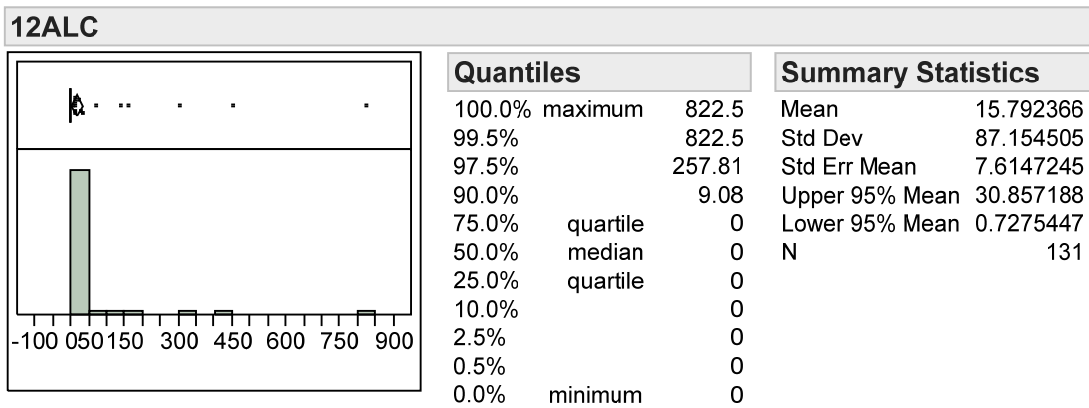 12ALC
-100 050 150 300 450 600 750 900
Quantiles
100.0% maximum 822.5
99.5% 822.5
97.5% 257.81
90.0% 9.08
75.0% quartile 0
50.0% median 0
25.0% quartile 0
10.0% 0
2.5% 0
0.5% 0
0.0% minimum 0
Summary Statistics
Mean 15.792366
Std Dev 87.154505
Std Err Mean 7.6147245
Upper 95% Mean 30.857188
Lower 95% Mean 0.7275447
N 131